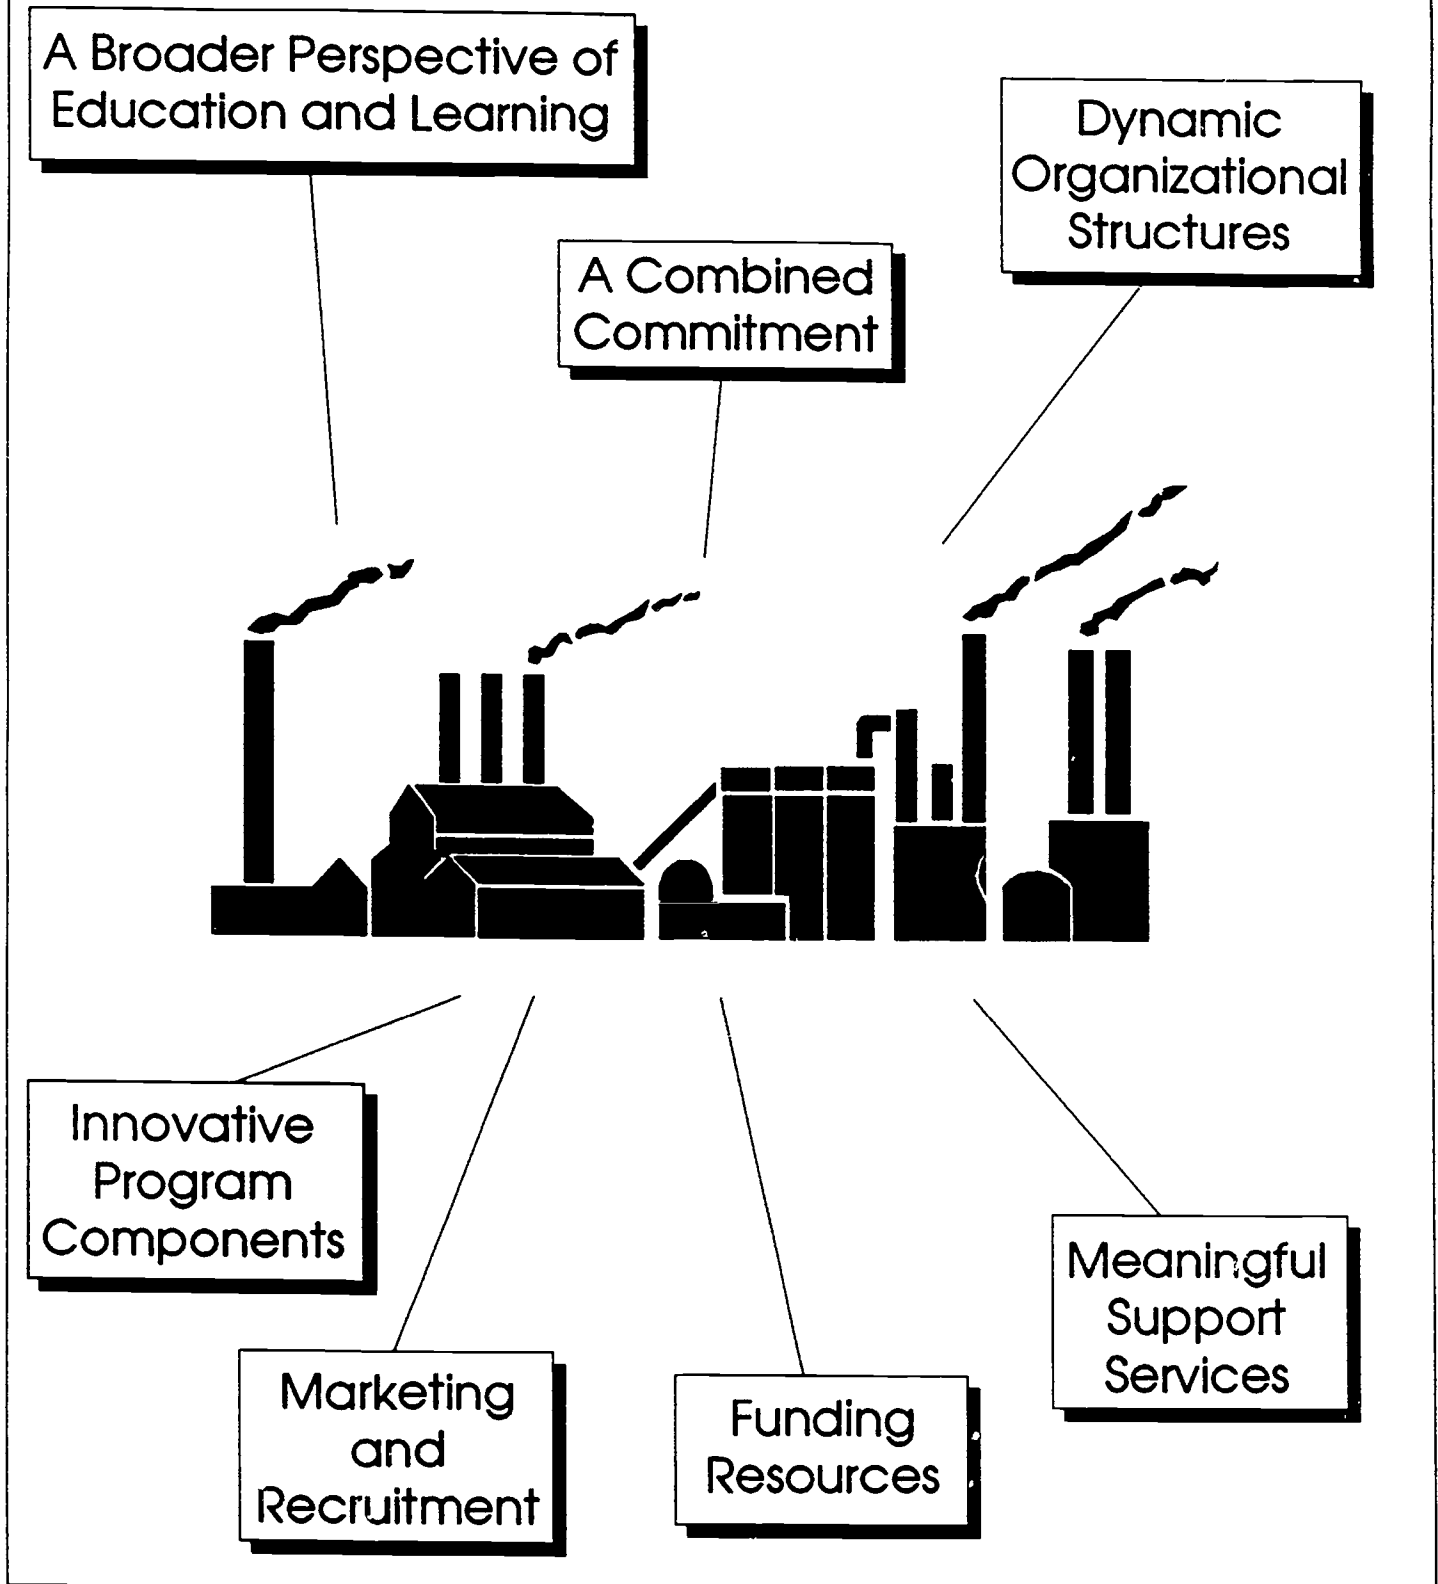 A Broader Perspective of
Education and Learning
Dynamic
Organizational
Structures
A Combined
Commitment
Innovative
Program
Components
Meaningful
Support
Services
Marketing
and
Recruitment
Funding
Resources